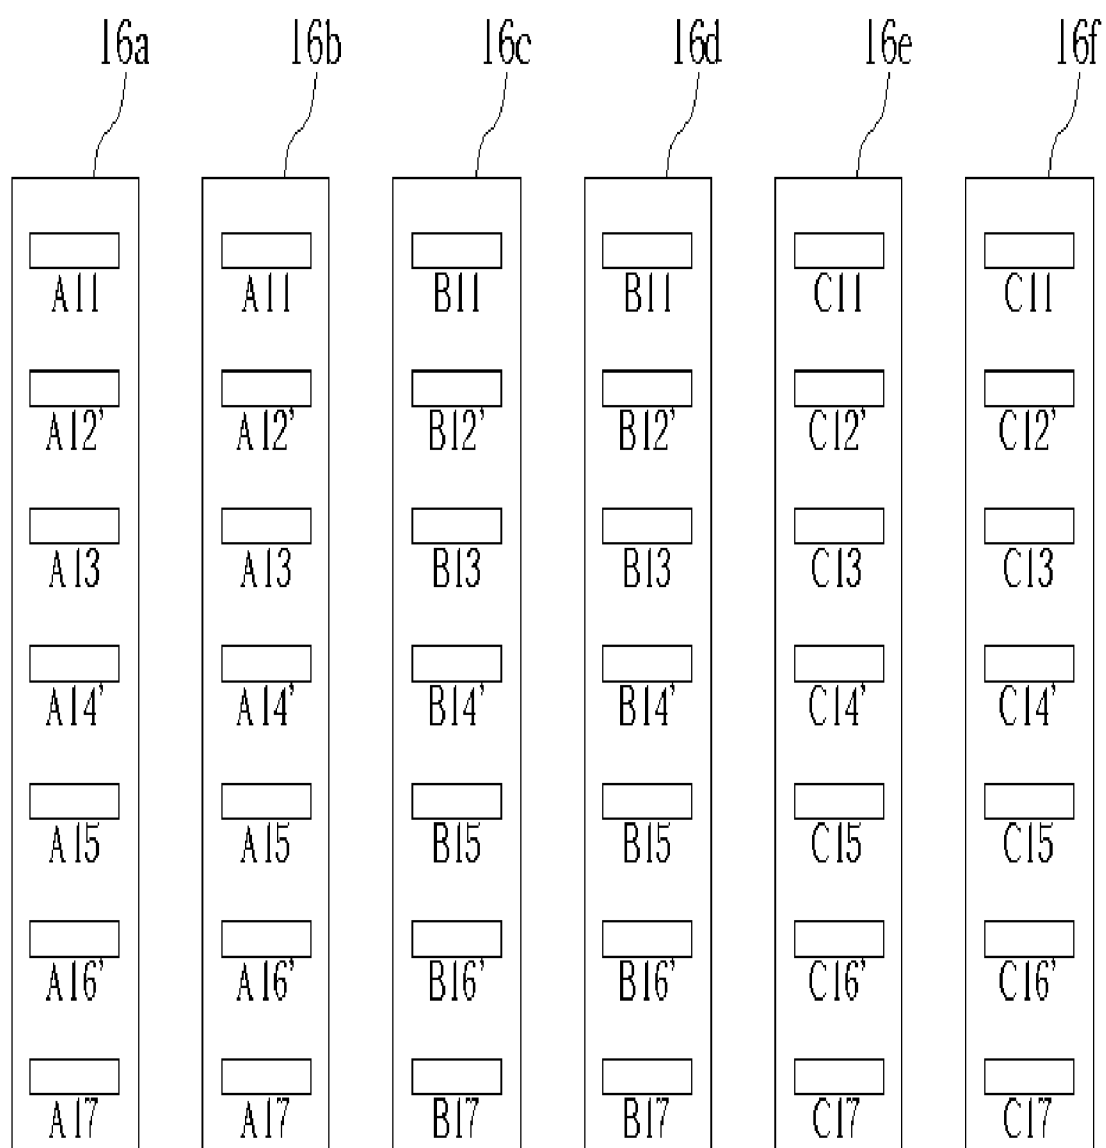 16a 16b 16c 16d 16e 16f
A11 A11 B11 B11 C11 C11
A12' A12' B12' B12' C12' C12'
A13 A13 B13 B13 C13 C13
A14' A14' B14' B14' C14' C14'
A15 A15 B15 B15 C15 C15
A16' A16' B16' B16' C16' C16'
A17 A17 B17 B17 C17 C17